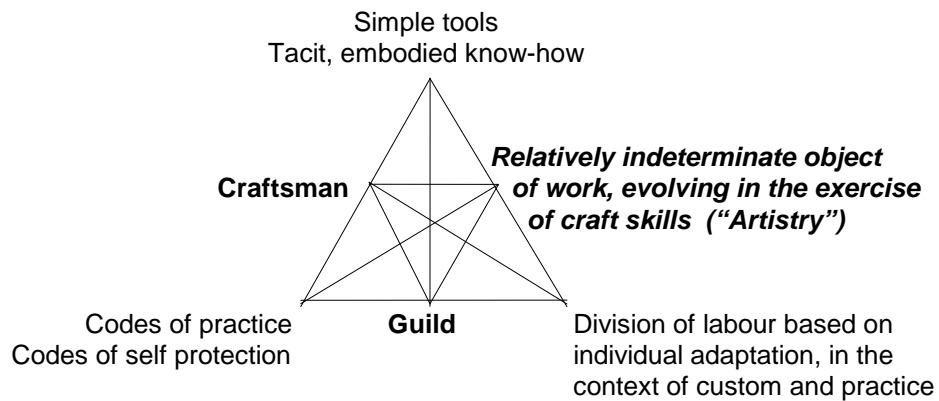 Simple tools
Tacit, embodied know-how
Relatively indeterminate object
of work, evolving in the exercise
of craft skills (“Artistry”)
Craftsman
Codes of practice
Codes of self protection
Guild
Division of labour based on
individual adaptation, in the
context of custom and practice